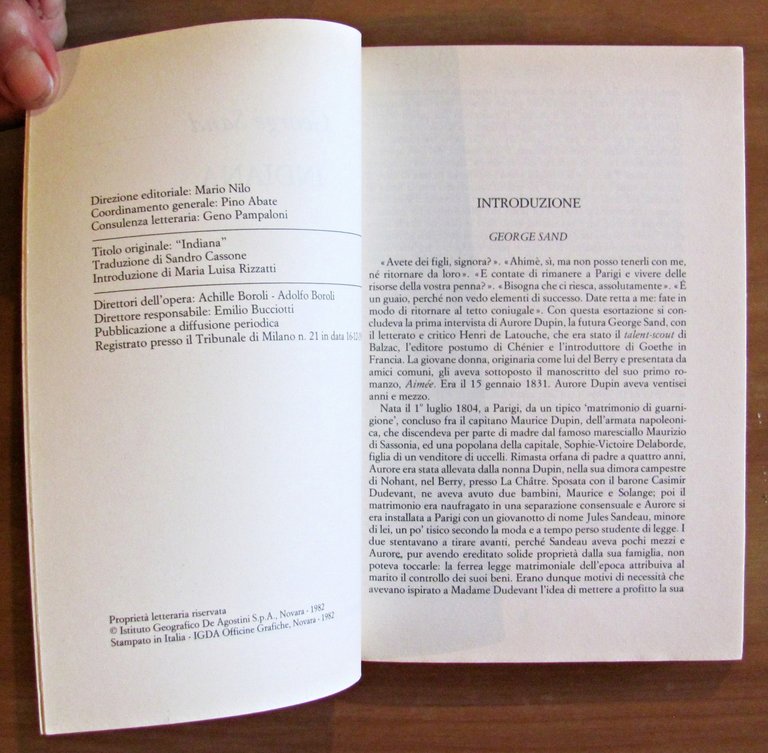 Direzione editoriale: Mario Nilo
Coordinamento generale: Pino Abate
Consulenza letteraria: Geno Pampaloni
Titolo originale: “Indiana”
Traduzione di Sandro Cassone
Introduzione di Maria Luisa Rizzatti
Direttori dell'opera: Achille Boroli - Adolfo Boroli
Direttore responsabile: Emilio Bucciotti
Pubblicazione a diffusione periodica
Registrato presso il Tribunale di Milano n. 21 in data
Proprietà letteraria riservata
© Istituto Geografico De Agostini S.p.A., Novara - 1982
Stampato in Italia - IGDA Officine Grafiche, Novara - 1982
INTRODUZIONE
GEORGE SAND
«Avete dei figli, signora?». «Ahimè, sì, ma non posso tenerli con me,
né ritornare da loro». «E contate di rimanere a Parigi e vivere delle
risorse della vostra penna?». «Bisogna che ci riesca, assolutamente». «È
un guaio, perché non vedo elementi di successo. Date retta a me: fate in
modo di ritornare al tetto coniugale». Con questa esortazione si con-
cludeva la prima intervista di Aurore Dupin, la futura George Sand, con
il letterato e critico Henri de Latouche, che era stato il talent-scout di
Balzac, l'editore postumo di Chénier e l'introduttore di Goethe in
Francia. La giovane donna, originaria come lui del Berry e presentata da
amici comuni, gli aveva sottoposto il manoscritto del suo primo ro-
manzo, Aimée. Era il 15 gennaio 1831. Aurore Dupin aveva ventisei
anni e mezzo.
Nata il 1° luglio 1804, a Parigi, da un tipico ‘matrimonio di guarni-
gione’, concluso fra il capitano Maurice Dupin, dell'armata napoleoni-
ca, che discendeva per parte di madre dal famoso maresciallo Maurizio
di Sassonia, ed una popolana della capitale, Sophie-Victoire Delaborde,
figlia di un venditore di uccelli. Rimasta orfana di padre a quattro anni,
Aurore era stata allevata dalla nonna Dupin, nella sua dimora campestre
di Nohant, nel Berry, presso La Châtre. Sposata con il barone Casimir
Dudevant, ne aveva avuto due bambini, Maurice e Solange; poi il
matrimonio era naufragato in una separazione consensuale e Aurore si
era installata a Parigi con un giovanotto di nome Jules Sandeau, minore
di lei, un po' tisico secondo la moda e a tempo perso studente di legge. I
due stentavano a tirare avanti, perché Sandeau aveva pochi mezzi e
Aurore, pur avendo ereditato solide proprietà dalla sua famiglia, non
poteva toccarle: la ferrea legge matrimoniale dell'epoca attribuiva al
marito il controllo dei suoi beni. Erano dunque motivi di necessità che
avevano ispirato a Madame Dudevant l'idea di mettere a profitto la sua